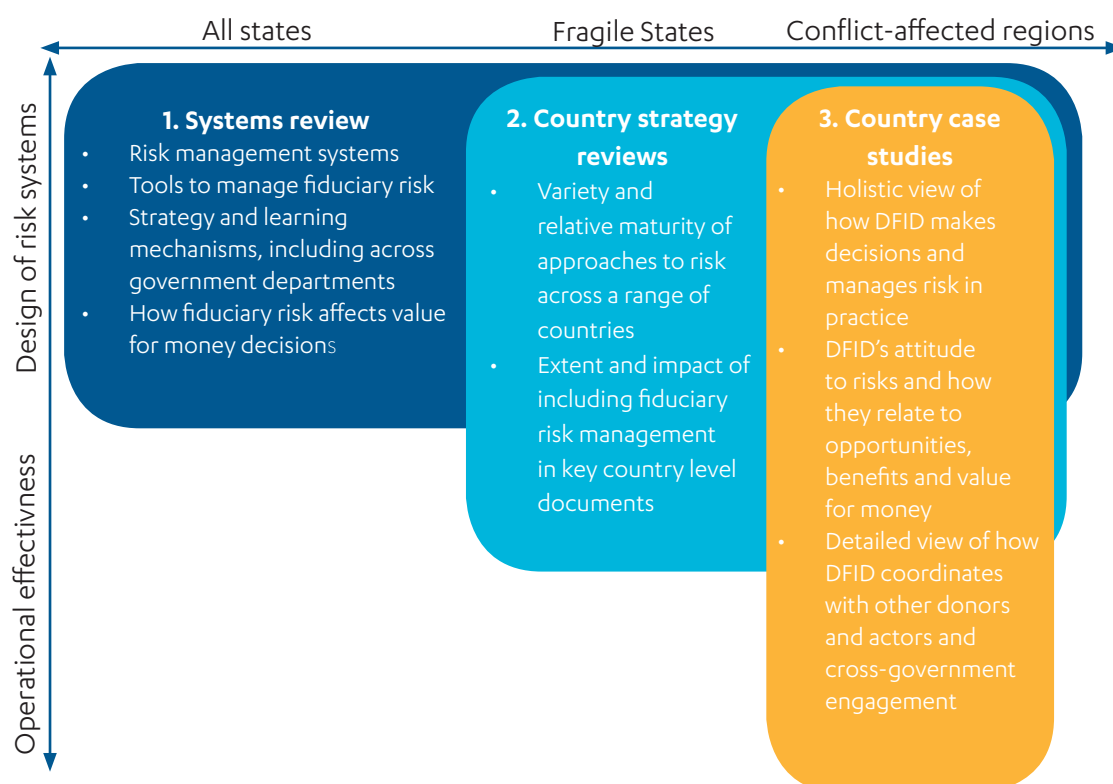 All states
Fragile States
Conflict-affected regions
Design of risk systems
Operational effectivness
1. Systems review
• Risk management systems
• Tools to manage fiduciary risk
• Strategy and learning
mechanisms, including across
government departments
• How fiduciary risk affects value
for money decisions
2. Country strategy
reviews
• Variety and
relative maturity of
approaches to risk
across a range of
countries
• Extent and impact of
including fiduciary
risk management
in key country level
documents
3. Country case
studies
• Holistic view of
how DFID makes
decisions and
manages risk in
practice
• DFID’s attitude
to risks and how
they relate to
opportunities,
benefits and value
for money
• Detailed view of how
DFID coordinates
with other donors
and actors and
cross-government
engagement